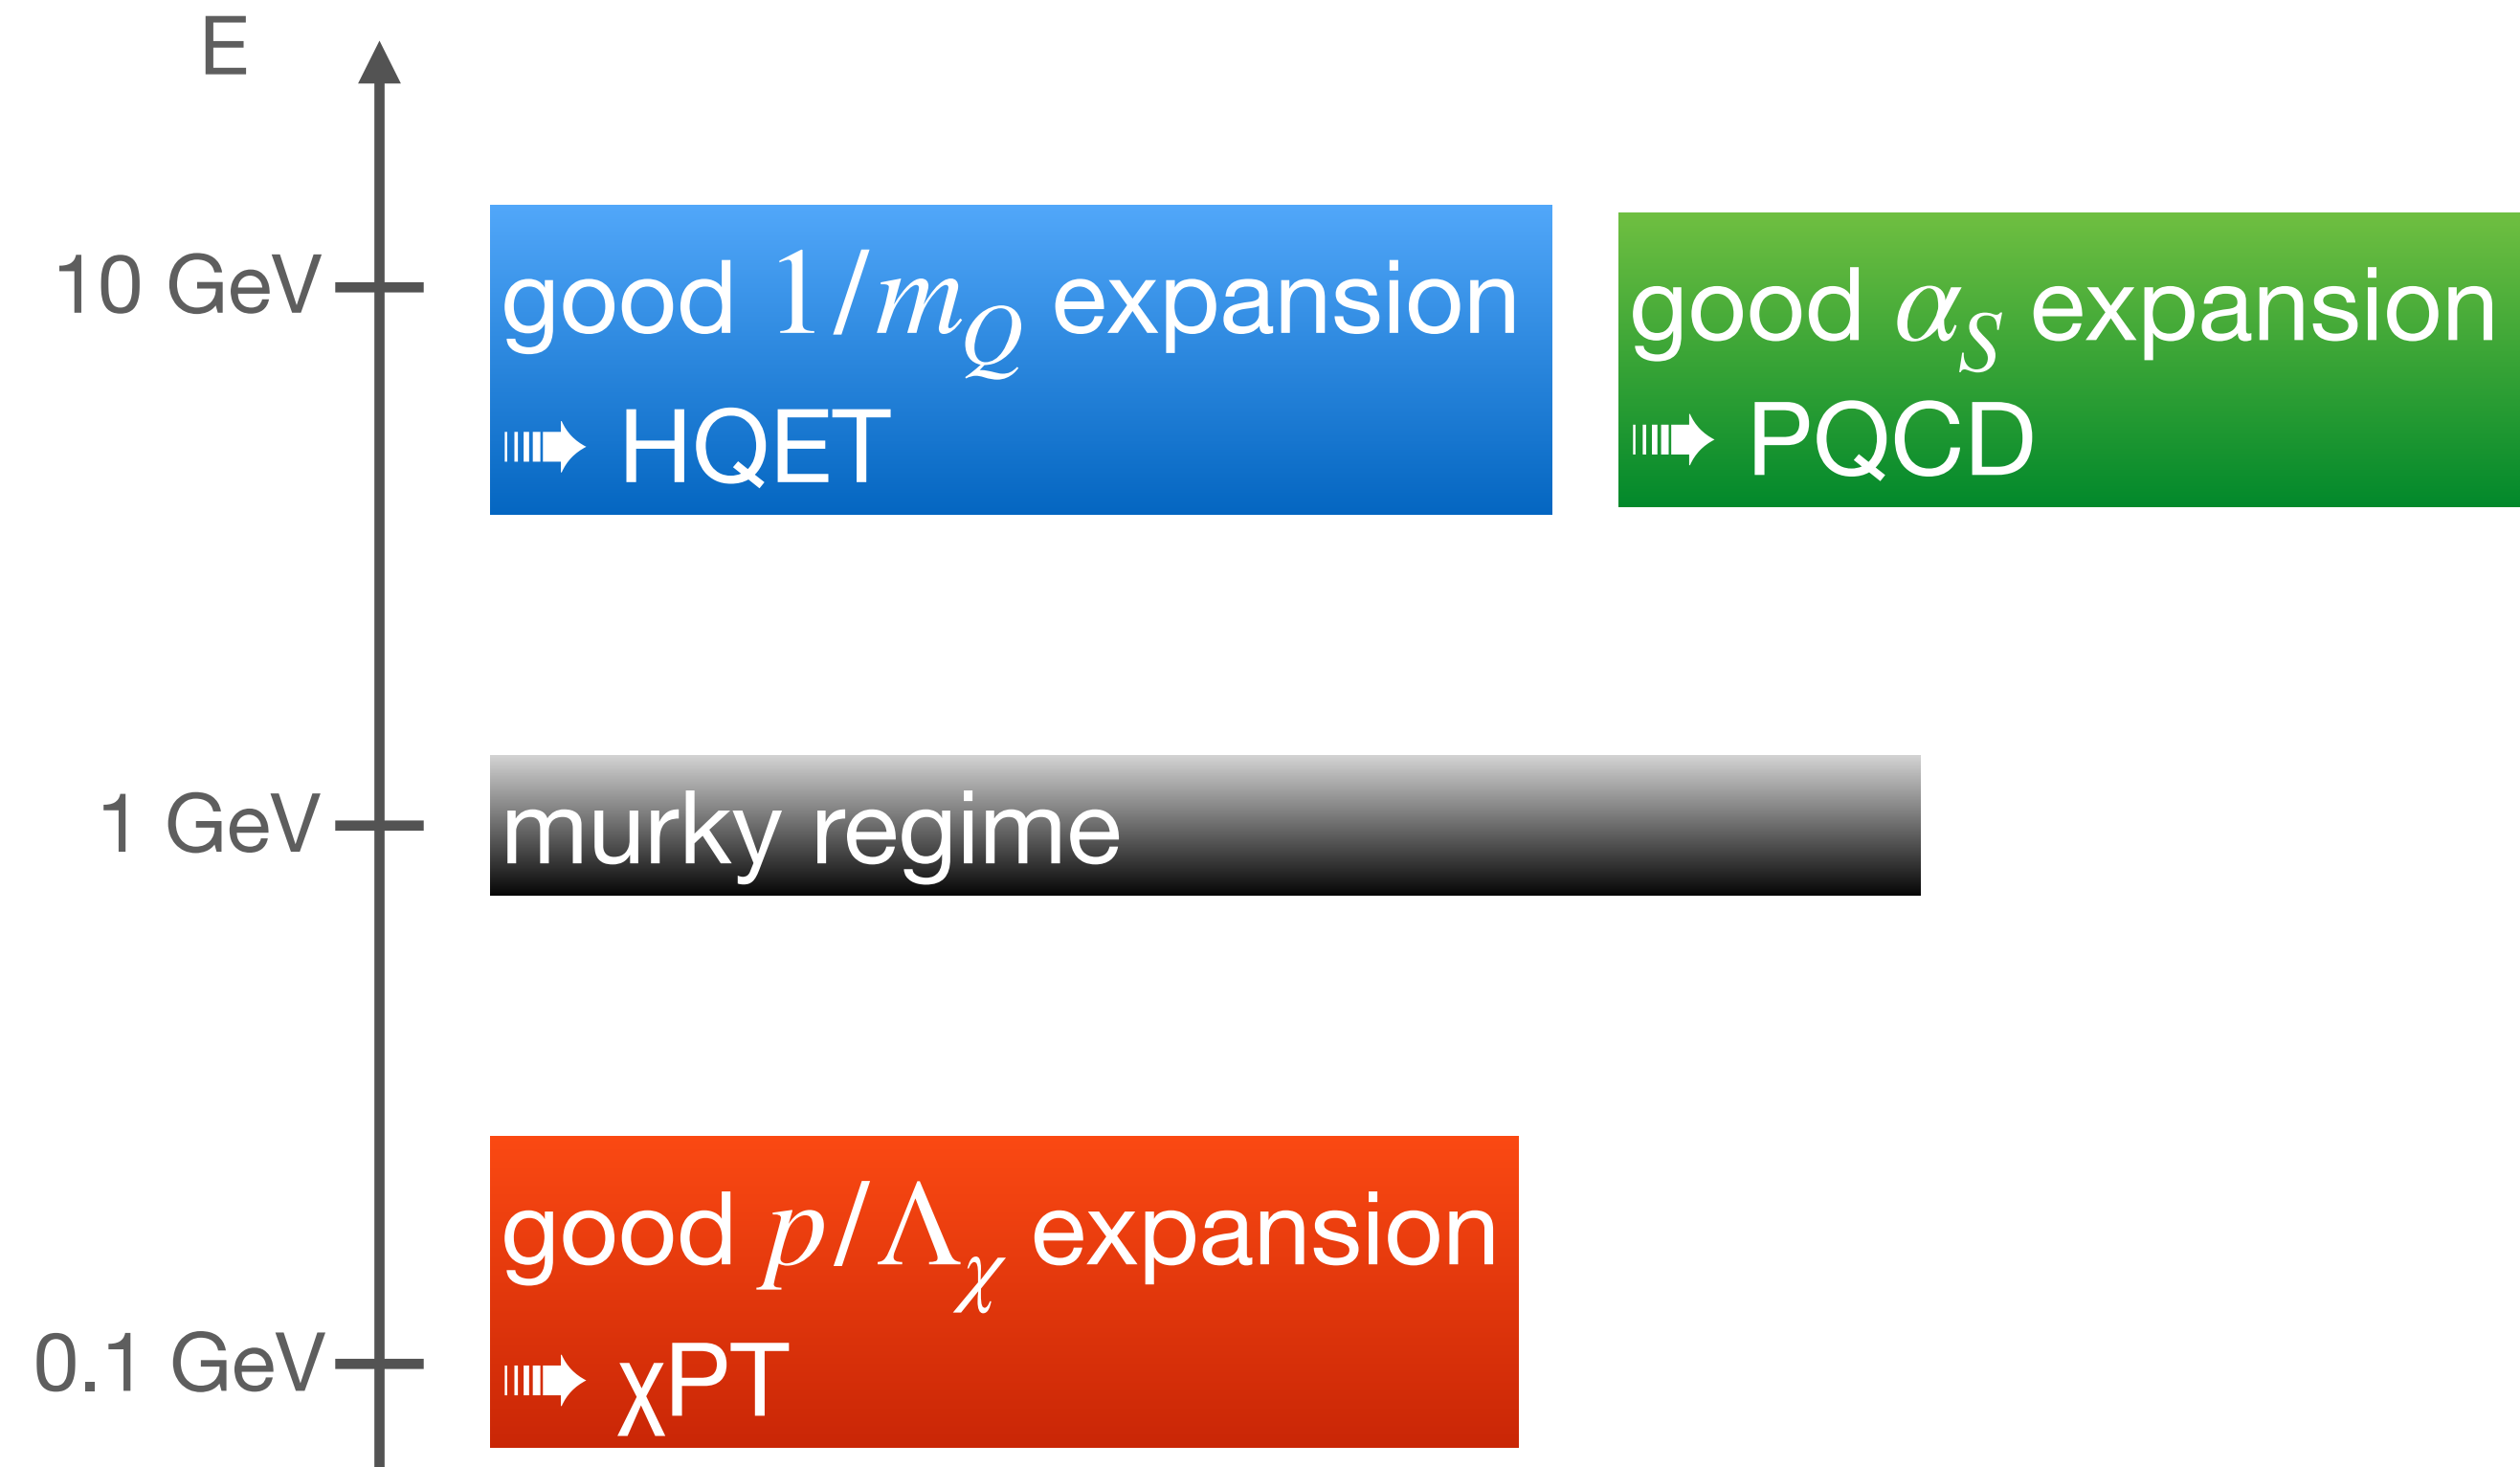 E
10 GeV
good 1/m_Q expansion
➠ HQET
good α_S expansion
➠ PQCD
1 GeV
murky regime
good p/Λ_χ expansion
➠ χPT
0.1 GeV